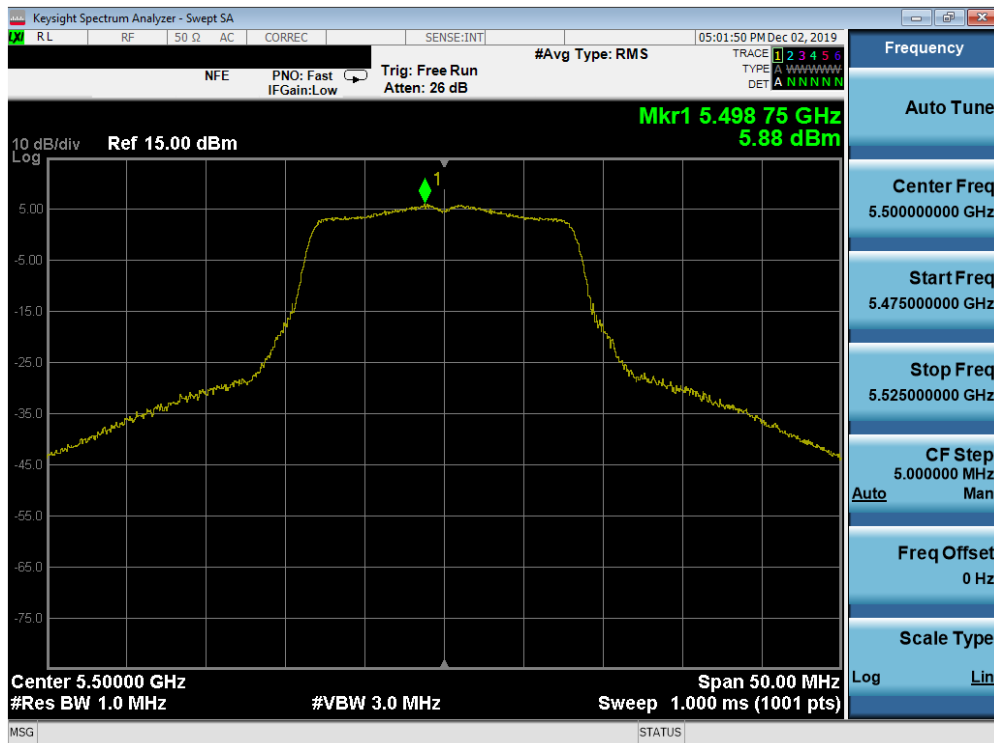 Keysight Spectrum Analyzer - Swept SA
LXI RL RF 50 Ω AC CORREC SENSE:INT 05:01:50 PM Dec 02, 2019
#Avg Type: RMS TRACE 1 2 3 4 5 6
NFE PNO: Fast Trig: Free Run TYPE A WWWWW
IFGain:Low Atten: 26 dB DET A N N N N N
Mkr1 5.498 75 GHz
5.88 dBm
10 dB/div Ref 15.00 dBm
Log
1
5.00
-5.00
-15.0
-25.0
-35.0
-45.0
-55.0
-65.0
-75.0
Center 5.50000 GHz Span 50.00 MHz
#Res BW 1.0 MHz #VBW 3.0 MHz Sweep 1.000 ms (1001 pts)
MSG STATUS
Frequency
Auto Tune
Center Freq
5.500000000 GHz
Start Freq
5.475000000 GHz
Stop Freq
5.525000000 GHz
CF Step
5.000000 MHz
Auto Man
Freq Offset
0 Hz
Scale Type
Log Lin